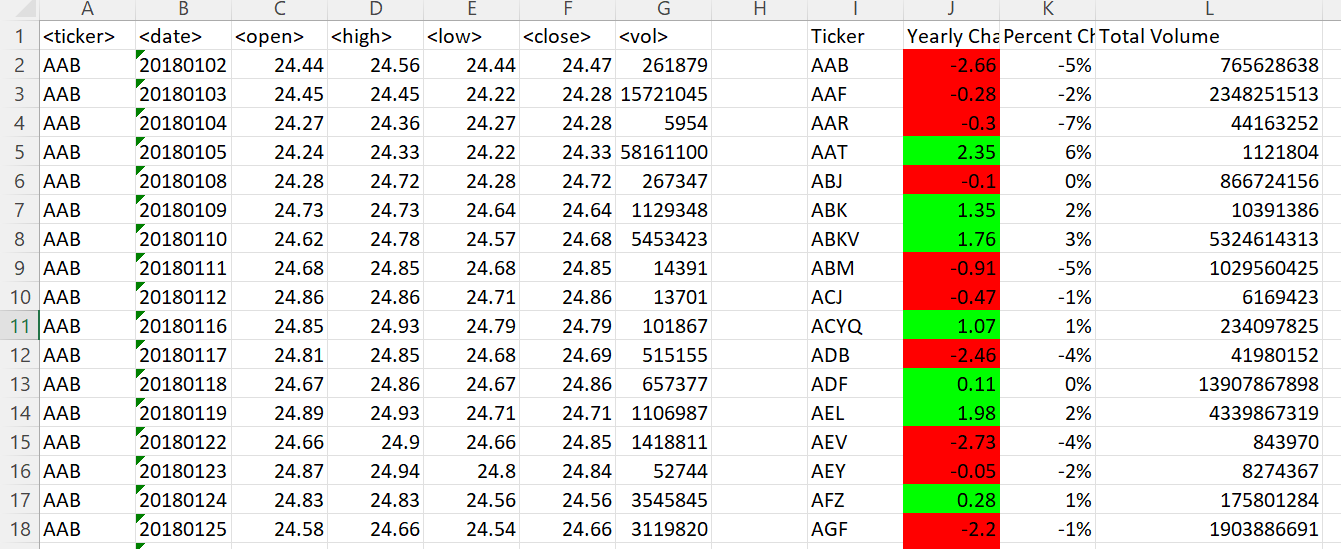 A B C D E F G H I J K L
1 <ticker> <date> <open> <high> <low> <close> <vol> Ticker Yearly Cha Percent Ch Total Volume
2 AAB 20180102 24.44 24.56 24.44 24.47 261879 AAB -2.66 -5% 765628638
3 AAB 20180103 24.45 24.45 24.22 24.28 15721045 AAF -0.28 -2% 2348251513
4 AAB 20180104 24.27 24.36 24.27 24.28 5954 AAR -0.3 -7% 44163252
5 AAB 20180105 24.24 24.33 24.22 24.33 58161100 AAT 2.35 6% 1121804
6 AAB 20180108 24.28 24.72 24.28 24.72 267347 ABJ -0.1 0% 866724156
7 AAB 20180109 24.73 24.73 24.64 24.64 1129348 ABK 1.35 2% 10391386
8 AAB 20180110 24.62 24.78 24.57 24.68 5453423 ABKV 1.76 3% 5324614313
9 AAB 20180111 24.68 24.85 24.68 24.85 14391 ABM -0.91 -5% 1029560425
10 AAB 20180112 24.86 24.86 24.71 24.86 13701 ACJ -0.47 -1% 6169423
11 AAB 20180116 24.85 24.93 24.79 24.79 101867 ACYQ 1.07 1% 234097825
12 AAB 20180117 24.81 24.85 24.68 24.69 515155 ADB -2.46 -4% 41980152
13 AAB 20180118 24.67 24.86 24.67 24.86 657377 ADF 0.11 0% 13907867898
14 AAB 20180119 24.89 24.93 24.71 24.71 1106987 AEL 1.98 2% 4339867319
15 AAB 20180122 24.66 24.9 24.66 24.85 1418811 AEV -2.73 -4% 843970
16 AAB 20180123 24.87 24.94 24.8 24.84 52744 AEY -0.05 -2% 8274367
17 AAB 20180124 24.83 24.83 24.56 24.56 3545845 AFZ 0.28 1% 175801284
18 AAB 20180125 24.58 24.66 24.54 24.66 3119820 AGF -2.2 -1% 1903886691